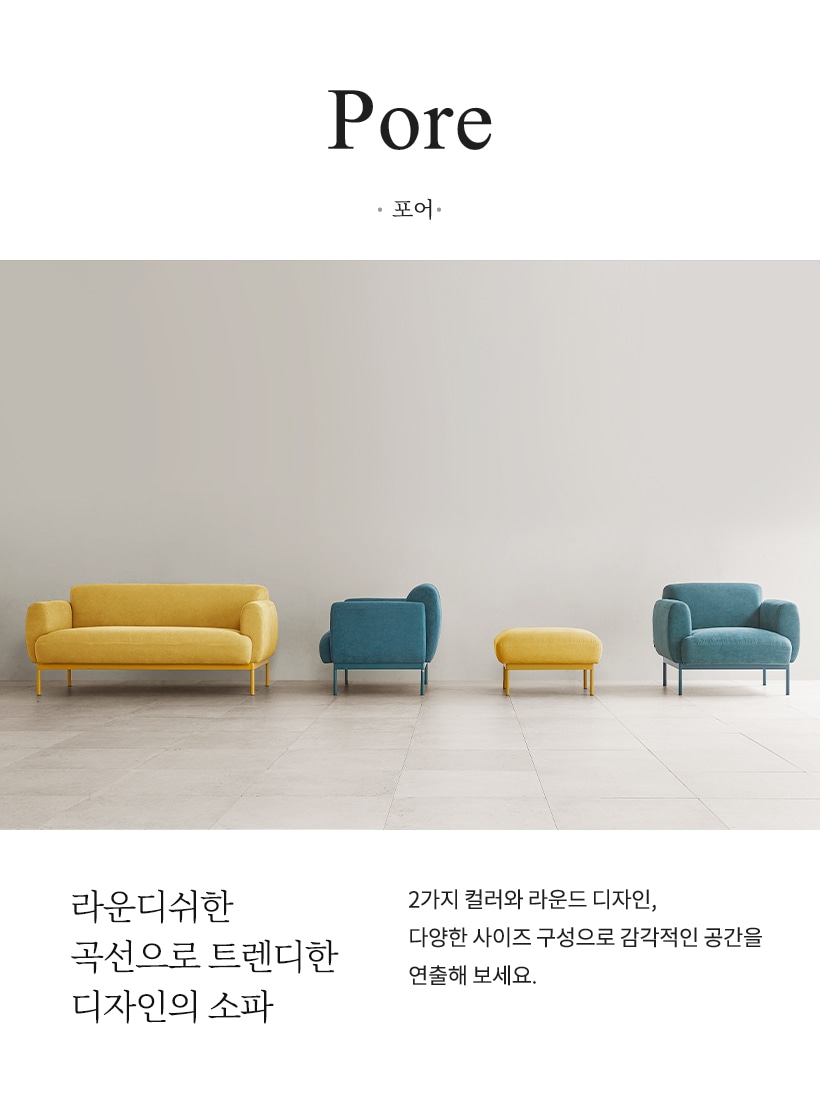 Pore
· 포어 ·
라운디쉬한
곡선으로 트렌디한
디자인의 소파
2가지 컬러와 라운드 디자인,
다양한 사이즈 구성으로 감각적인 공간을
연출해 보세요.